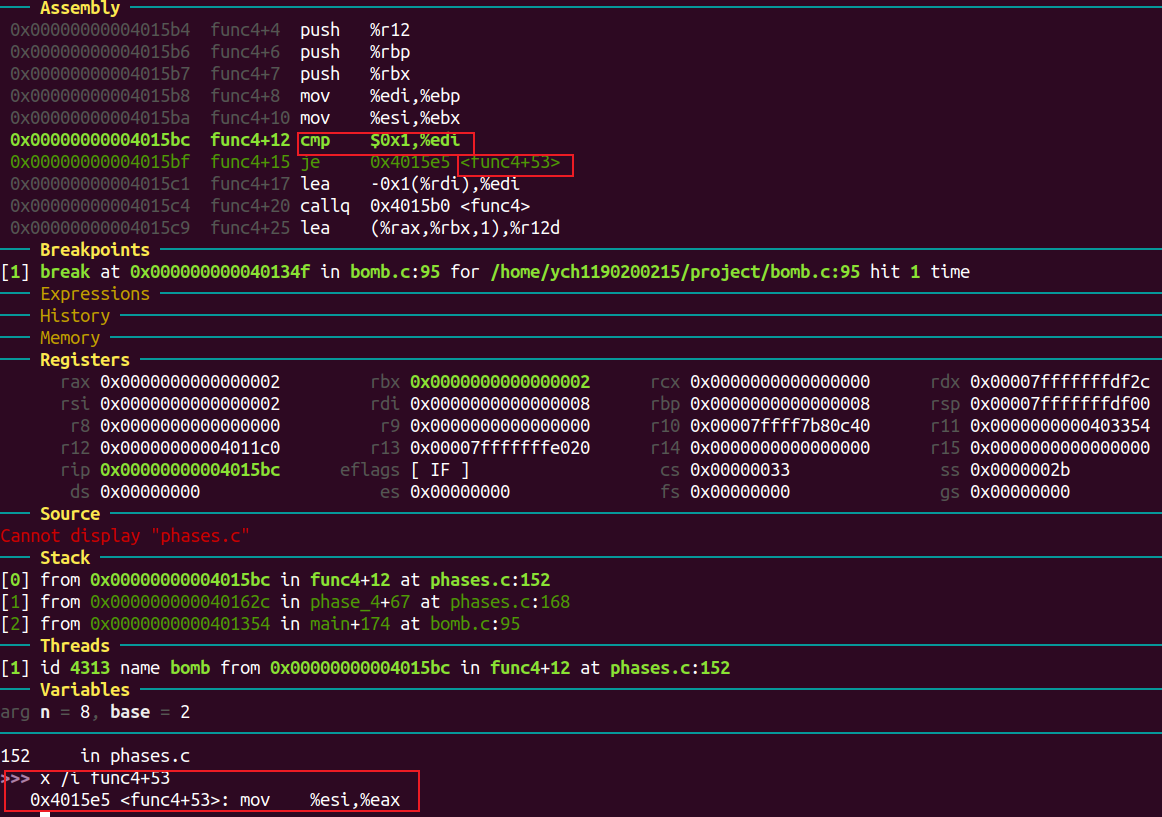 Assembly
0x00000000004015b4 func4+4 push %r12
0x00000000004015b6 func4+6 push %rbp
0x00000000004015b7 func4+7 push %rbx
0x00000000004015b8 func4+8 mov %edi,%ebp
0x00000000004015ba func4+10 mov %esi,%ebx
0x00000000004015bc func4+12 cmp $0x1,%edi
0x00000000004015bf func4+15 je 0x4015e5 <func4+53>
0x00000000004015c1 func4+17 lea -0x1(%rdi),%edi
0x00000000004015c4 func4+20 callq 0x4015b0 <func4>
0x00000000004015c9 func4+25 lea (%rax,%rbx,1),%r12d
Breakpoints
[1] break at 0x000000000040134f in bomb.c:95 for /home/ych1190200215/project/bomb.c:95 hit 1 time
Expressions
History
Memory
Registers
rax 0x0000000000000002 rbx 0x0000000000000002 rcx 0x0000000000000000 rdx 0x00007fffffffdf2c
rsi 0x0000000000000002 rdi 0x0000000000000008 rbp 0x0000000000000008 rsp 0x00007fffffffdf00
r8 0x0000000000000000 r9 0x0000000000000000 r10 0x00007ffff7b80c40 r11 0x0000000000403354
r12 0x00000000004011c0 r13 0x00007fffffffe020 r14 0x0000000000000000 r15 0x0000000000000000
rip 0x00000000004015bc eflags [ IF ] cs 0x00000033 ss 0x0000002b
ds 0x00000000 es 0x00000000 fs 0x00000000 gs 0x00000000
Source
Cannot display "phases.c"
Stack
[0] from 0x00000000004015bc in func4+12 at phases.c:152
[1] from 0x000000000040162c in phase_4+67 at phases.c:168
[2] from 0x0000000000401354 in main+174 at bomb.c:95
Threads
[1] id 4313 name bomb from 0x00000000004015bc in func4+12 at phases.c:152
Variables
arg n = 8, base = 2
152 in phases.c
>>> x /i func4+53
0x4015e5 <func4+53>: mov %esi,%eax